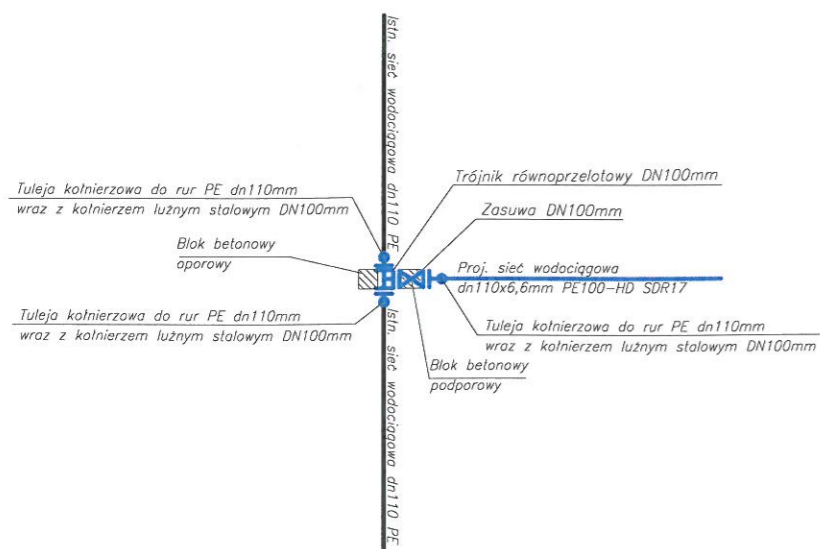 Istn. sieć wodociągowa dn110 PE
Trójnik równoprzelotowy DN100mm
Tuleja kołnierzowa do rur PE dn110mm
wraz z kołnierzem luźnym stalowym DN100mm
Zasuwa DN100mm
Blok betonowy
aporowy
Proj. sieć wodociągowa
dn110x6,6mm PE100-HD SDR17
Tuleja kołnierzowa do rur PE dn110mm
wraz z kołnierzem luźnym stalowym DN100mm
Tuleja kołnierzowa do rur PE dn110mm
wraz z kołnierzem luźnym stalowym DN100mm
Blok betonowy
podporowy
Istn. sieć wodociągowa dn110 PE